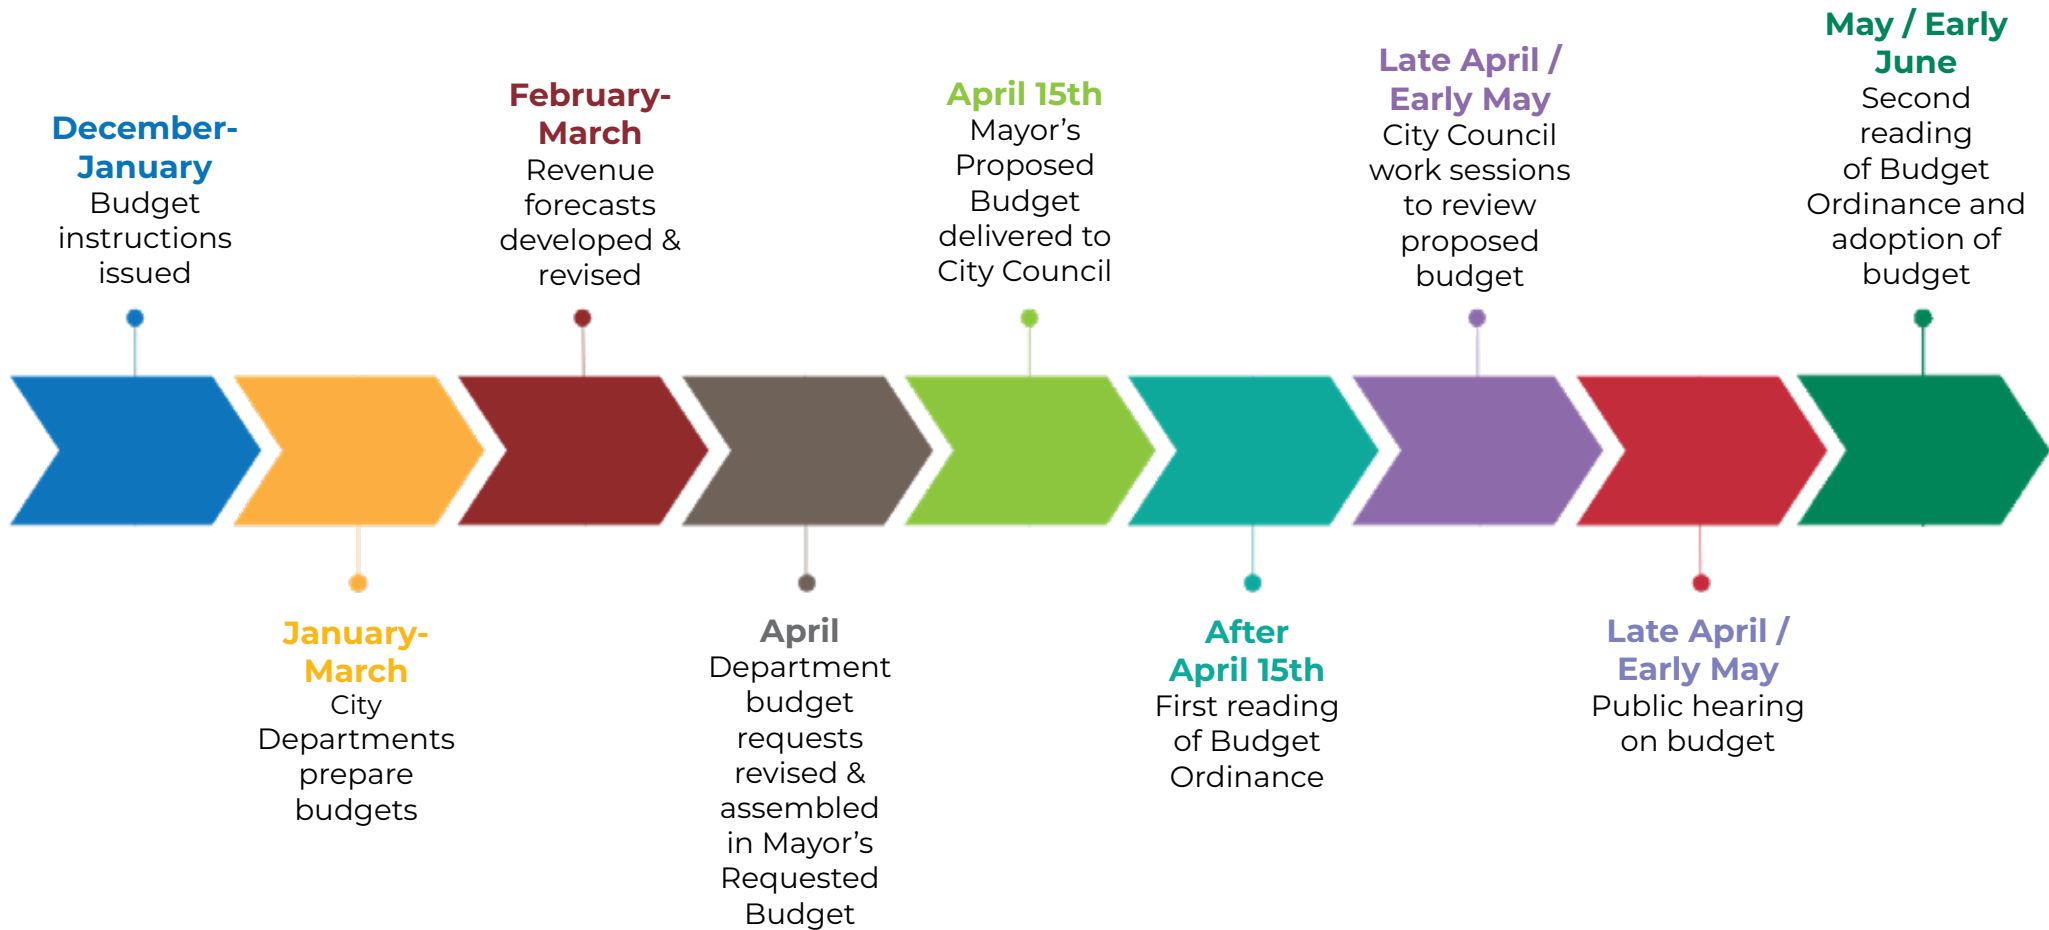 December-
January
Budget
instructions
issued
January-
March
City
Departments
prepare
budgets
February-
March
Revenue
forecasts
developed &
revised
April
Department
budget
requests
revised &
assembled
in Mayor’s
Requested
Budget
April 15th
Mayor’s
Proposed
Budget
delivered to
City Council
After
April 15th
First reading
of Budget
Ordinance
Late April /
Early May
City Council
work sessions
to review
proposed
budget
Late April /
Early May
Public hearing
on budget
May / Early
June
Second
reading
of Budget
Ordinance and
adoption of
budget